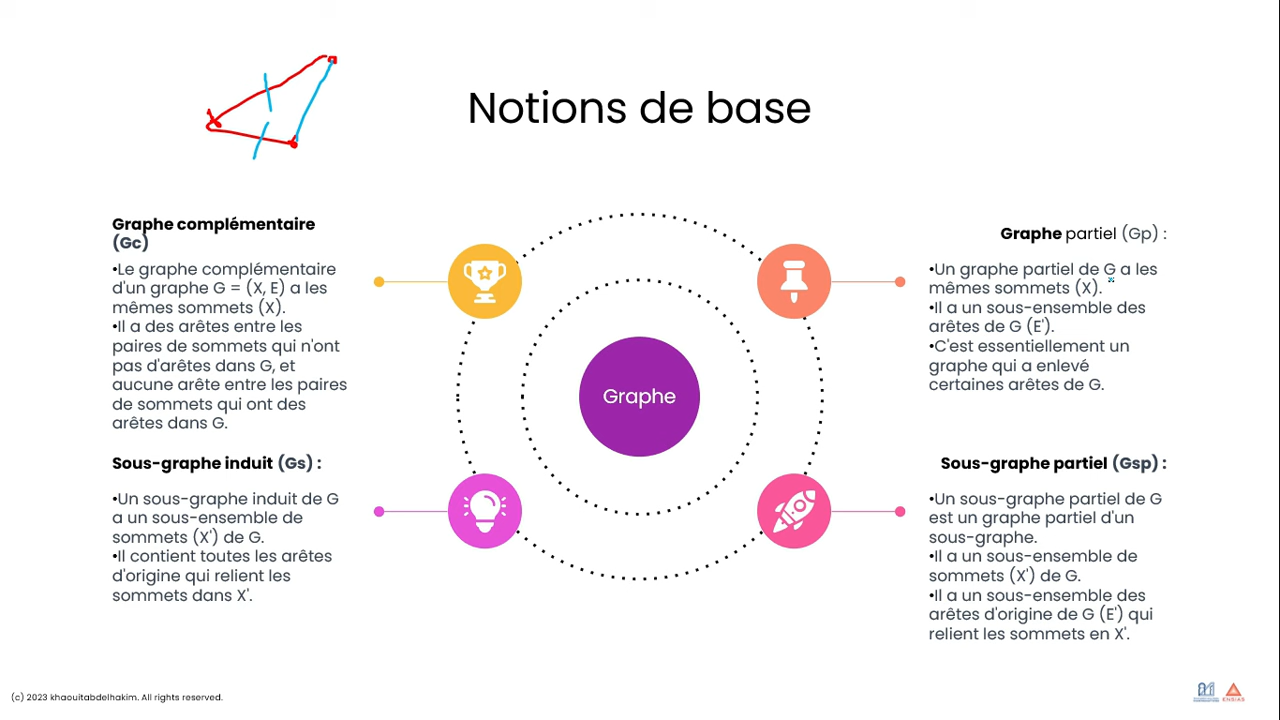 Notions de base
Graphe complémentaire
(Gc)
•Le graphe complémentaire
d'un graphe G = (X, E) a les
mêmes sommets (X).
•Il a des arêtes entre les
paires de sommets qui n'ont
pas d'arêtes dans G, et
aucune arête entre les paires
de sommets qui ont des
arêtes dans G.
Graphe partiel (Gp) :
•Un graphe partiel de G a les
mêmes sommets (X).
•Il a un sous-ensemble des
arêtes de G (E').
•C'est essentiellement un
graphe qui a enlevé
certaines arêtes de G.
Graphe
Sous-graphe induit (Gs) :
•Un sous-graphe induit de G
a un sous-ensemble de
sommets (X') de G.
•Il contient toutes les arêtes
d'origine qui relient les
sommets dans X'.
Sous-graphe partiel (Gsp) :
•Un sous-graphe partiel de G
est un graphe partiel d'un
sous-graphe.
•Il a un sous-ensemble de
sommets (X') de G.
•Il a un sous-ensemble des
arêtes d'origine de G (E') qui
relient les sommets en X'.
(c) 2023 khaouitabdelhakim. All rights reserved.
ENSIAS